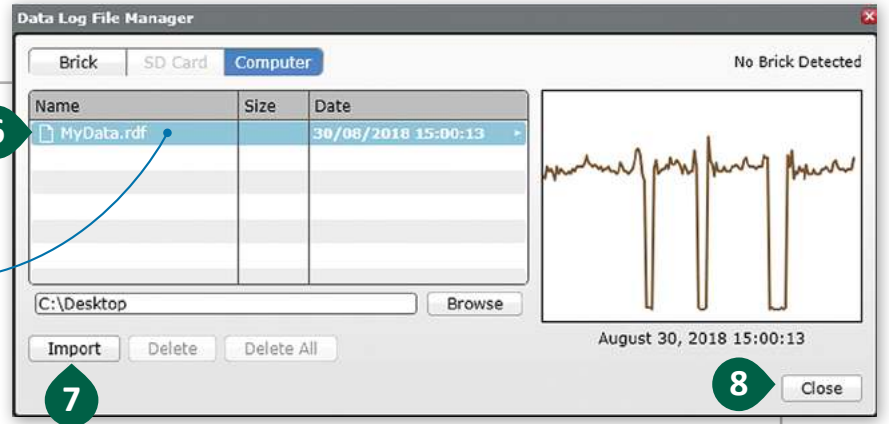 Data Log File Manager
Brick SD Card Computer No Brick Detected
Name Size Date
6 MyData.rdf 30/08/2018 15:00:13
C:\Desktop Browse
August 30, 2018 15:00:13
Import Delete Delete All
7
8 Close